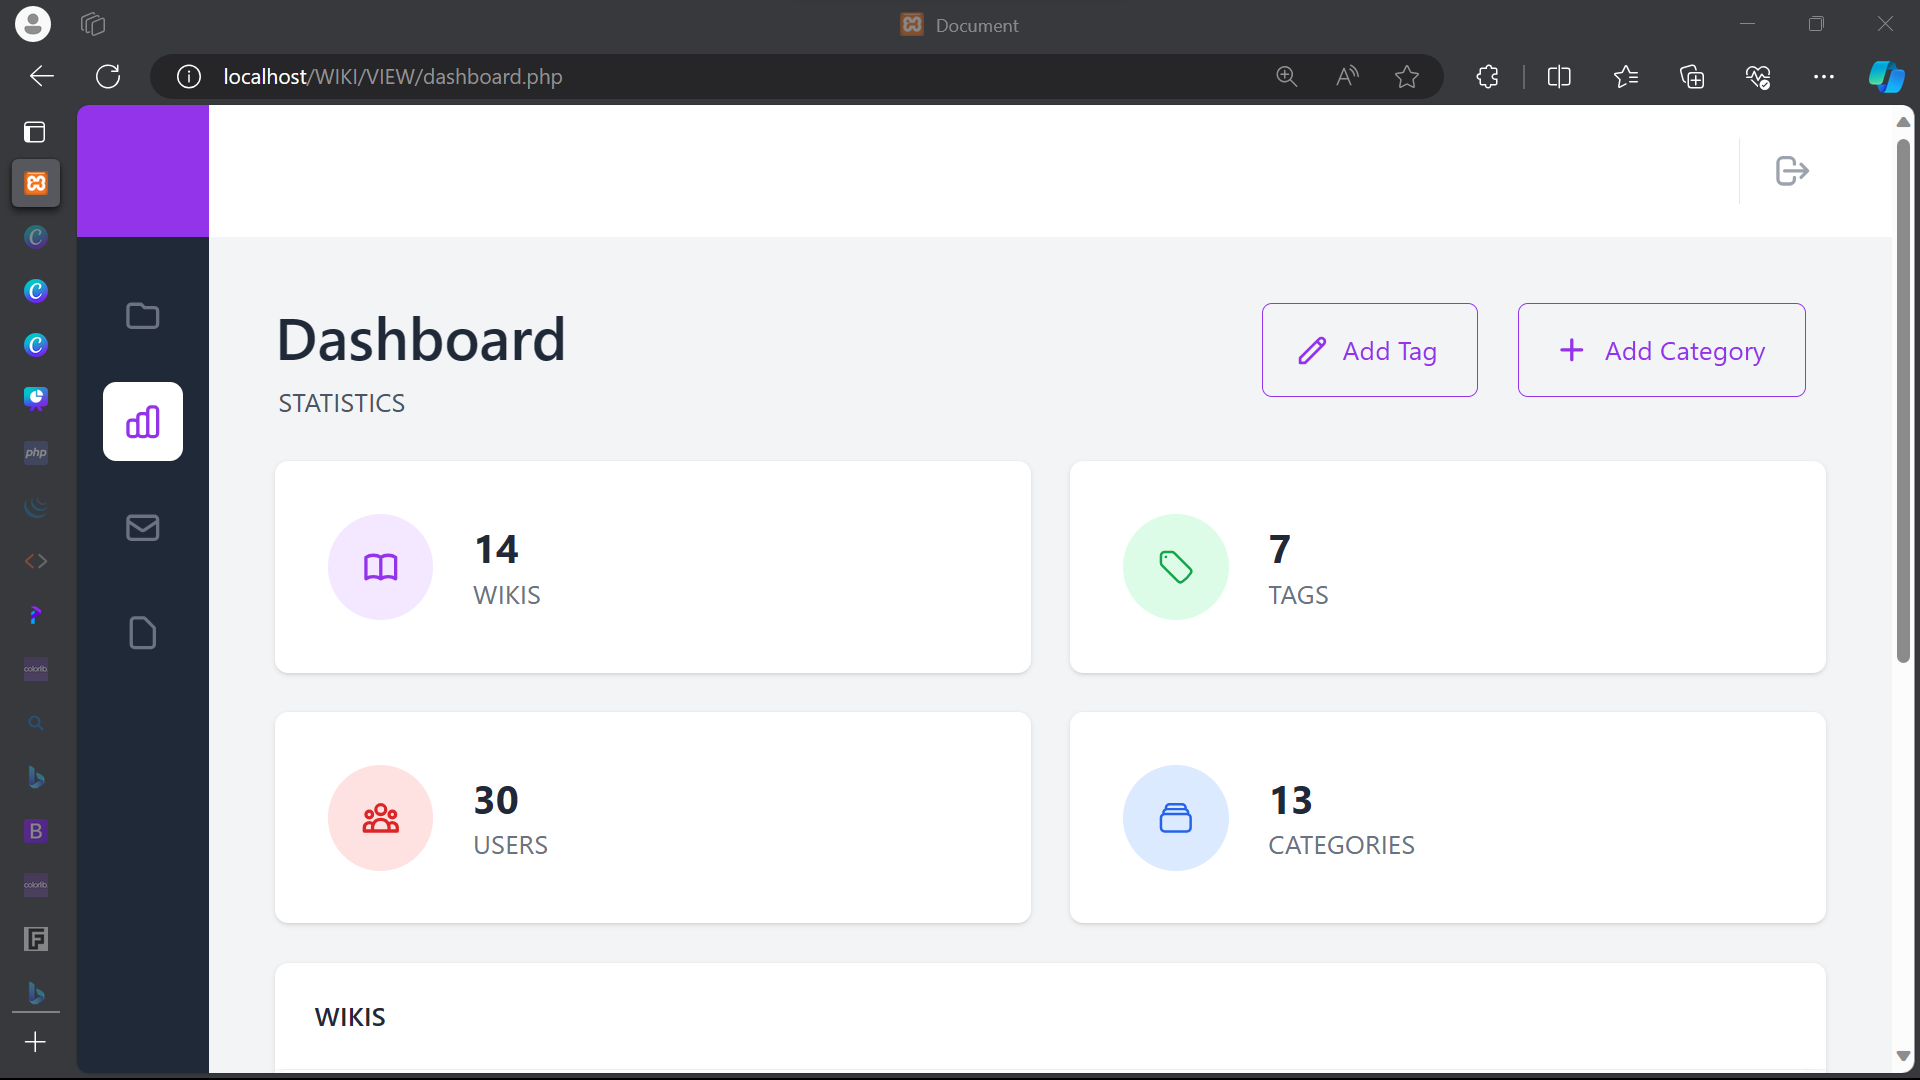 Document
localhost/WIKI/VIEW/dashboard.php
Dashboard
STATISTICS
Add Tag
Add Category
14
WIKIS
7
TAGS
30
USERS
13
CATEGORIES
WIKIS
php
colorlib
B
colorlib